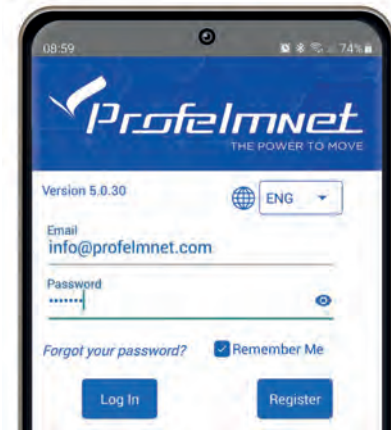 08:59
74%
Profelmnet
THE POWER TO MOVE
Version 5.0.30
ENG
Email
info@profelmnet.com
Password
•••••••
Forgot your password?
Remember Me
Log In
Register